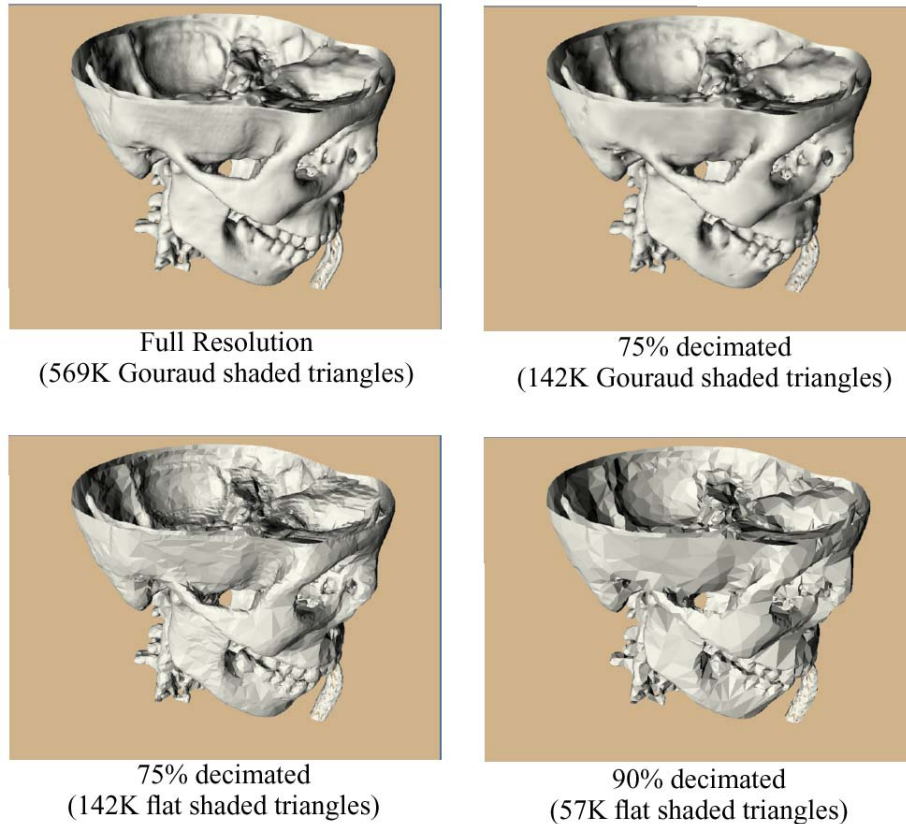 Full Resolution
(569K Gouraud shaded triangles)
75% decimated
(142K Gouraud shaded triangles)
75% decimated
(142K flat shaded triangles)
90% decimated
(57K flat shaded triangles)